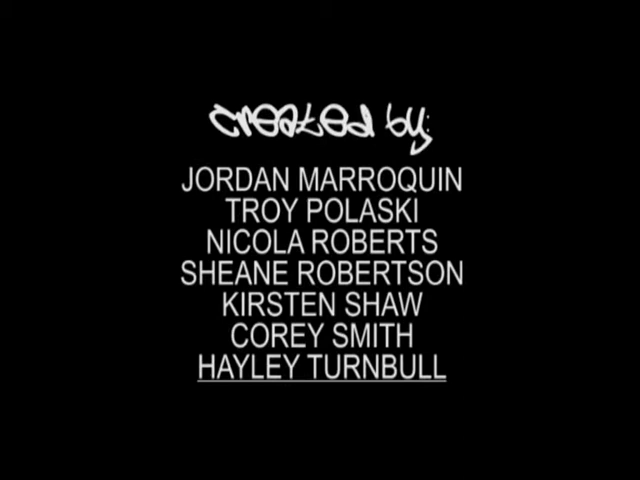 created by:
JORDAN MARROQUIN
TROY POLASKI
NICOLA ROBERTS
SHEANE ROBERTSON
KIRSTEN SHAW
COREY SMITH
HAYLEY TURNBULL